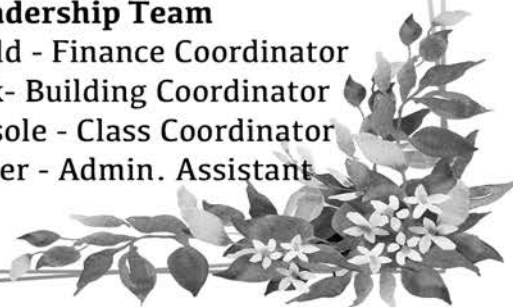 adership Team
ld - Finance Coordinator
- Building Coordinator
sole - Class Coordinator
er - Admin. Assistant